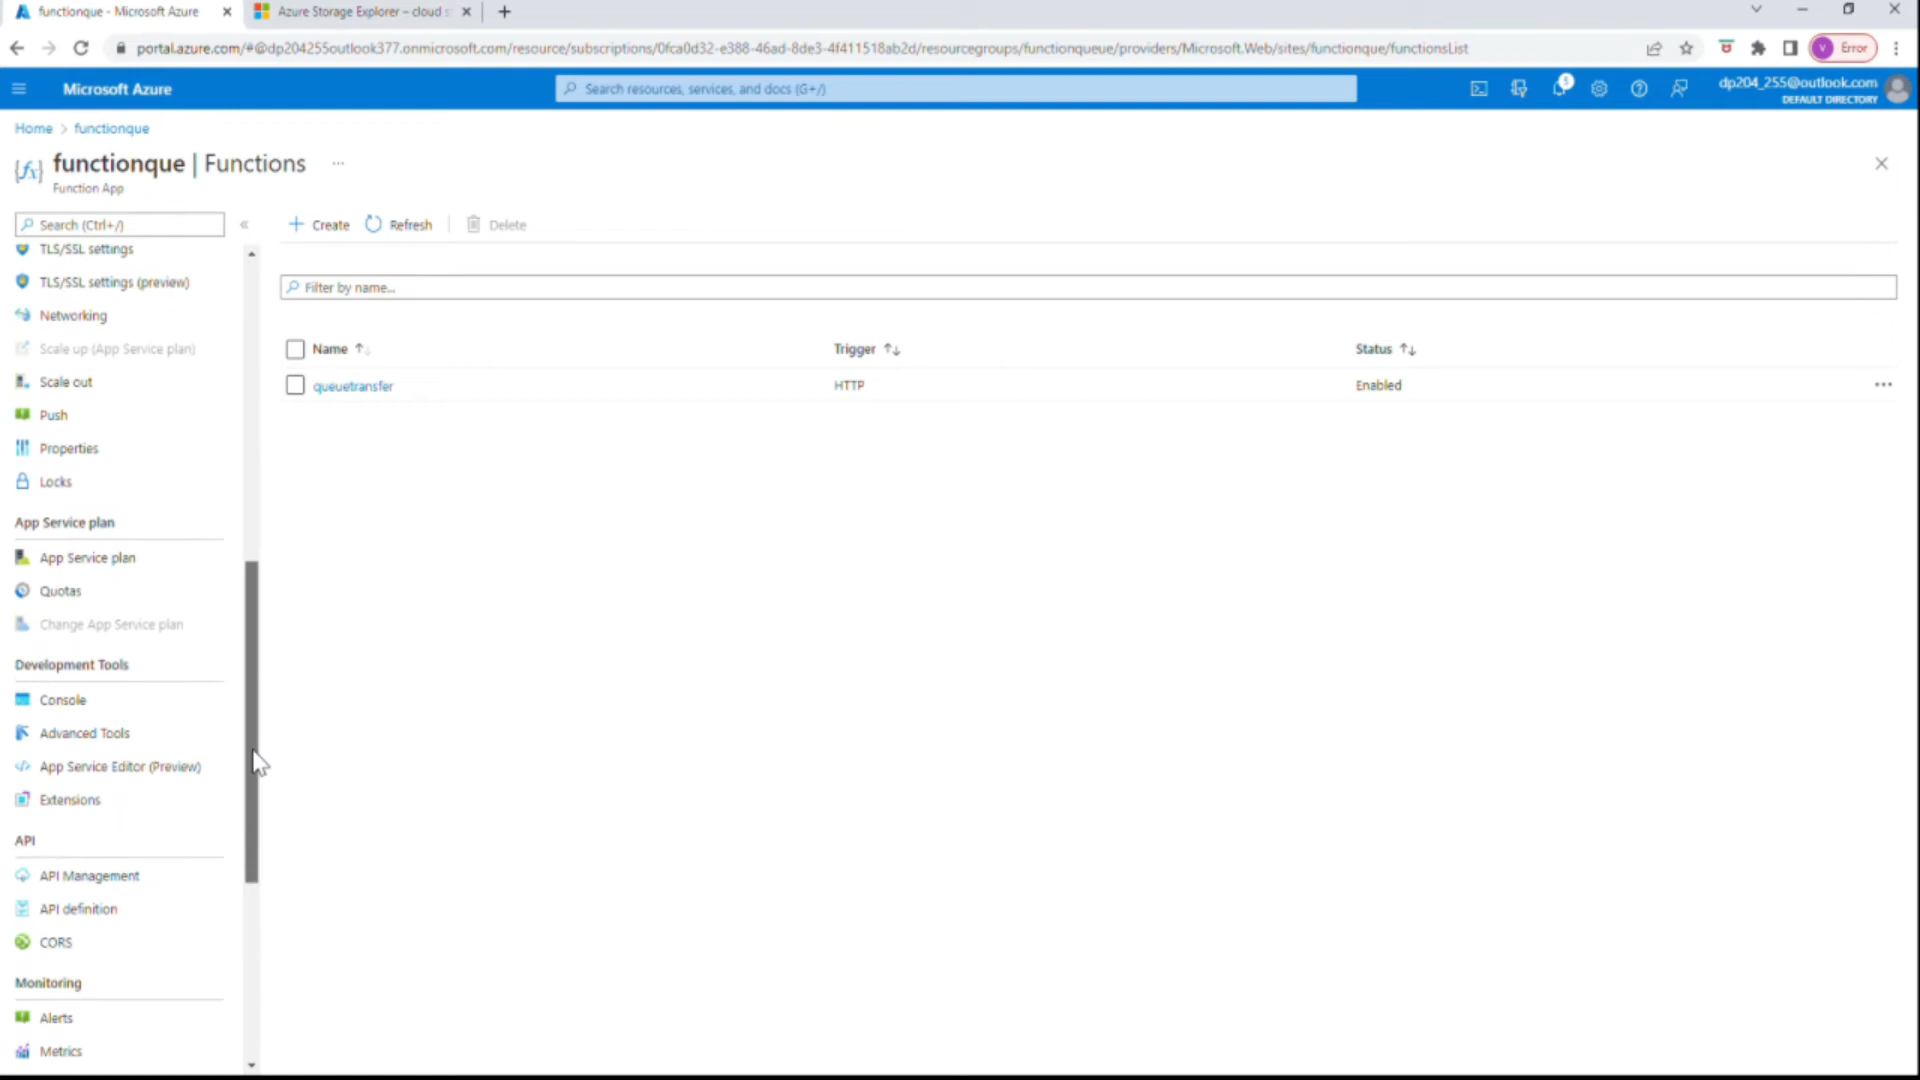 functionque - Microsoft Azure
Azure Storage Explorer – cloud s
portal.azure.com/#@dp204255outlook377.onmicrosoft.com/resource/subscriptions/0fca0d32-e388-46ad-8de3-4f411518ab2d/resourcegroups/functionqueue/providers/Microsoft.Web/sites/functionque/functionsList
V Error
Microsoft Azure
Search resources, services, and docs (G+/)
5
dp204_255@outlook.com
DEFAULT DIRECTORY
Home > functionque
functionque | Functions ...
Function App
Search (Ctrl+/)
«
Create
Refresh
Delete
TLS/SSL settings
TLS/SSL settings (preview)
Networking
Scale up (App Service plan)
Scale out
Push
Properties
Locks
App Service plan
App Service plan
Quotas
Change App Service plan
Development Tools
Console
Advanced Tools
App Service Editor (Preview)
Extensions
API
API Management
API definition
CORS
Monitoring
Alerts
Metrics
Filter by name...
Name Trigger Status
queuetransfer HTTP Enabled ...